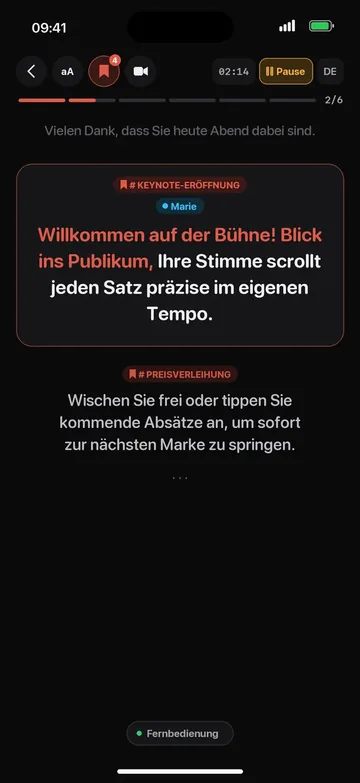 09:41
aA
4
02:14
Pause
DE
2/6
Vielen Dank, dass Sie heute Abend dabei sind.
# KEYNOTE-ERÖFFNUNG
Marie
Willkommen auf der Bühne! Blick
ins Publikum, Ihre Stimme scrollt
jeden Satz präzise im eigenen
Tempo.
# PREISVERLEIHUNG
Wischen Sie frei oder tippen Sie
kommende Absätze an, um sofort
zur nächsten Marke zu springen.
...
Fernbedienung